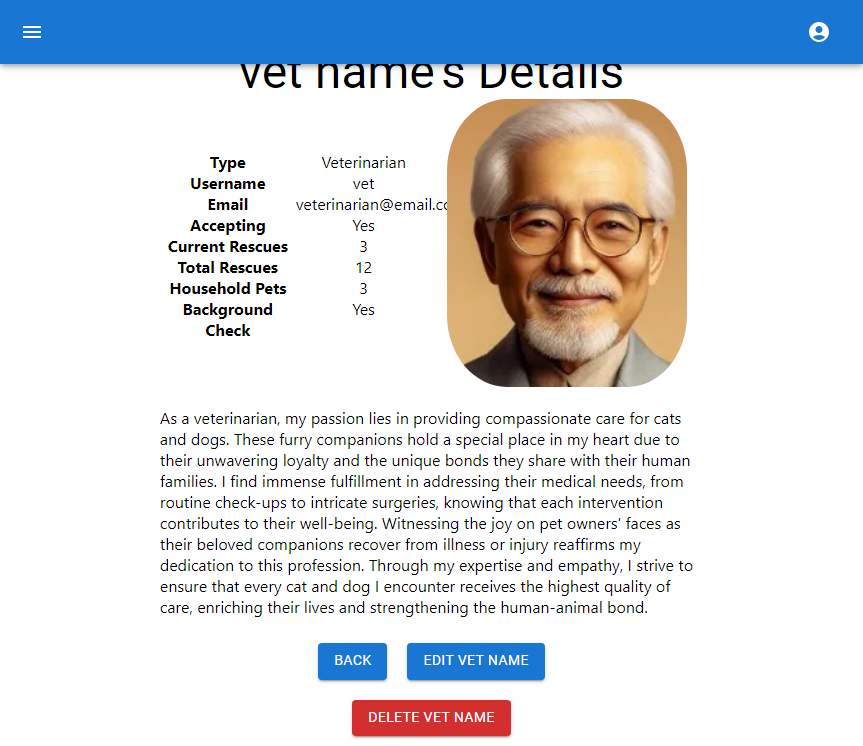 vet name's Details
Type Veterinarian
Username vet
Email veterinarian@email.co
Accepting Yes
Current Rescues 3
Total Rescues 12
Household Pets 3
Background Yes
Check
As a veterinarian, my passion lies in providing compassionate care for cats
and dogs. These furry companions hold a special place in my heart due to
their unwavering loyalty and the unique bonds they share with their human
families. I find immense fulfillment in addressing their medical needs, from
routine check-ups to intricate surgeries, knowing that each intervention
contributes to their well-being. Witnessing the joy on pet owners' faces as
their beloved companions recover from illness or injury reaffirms my
dedication to this profession. Through my expertise and empathy, I strive to
ensure that every cat and dog I encounter receives the highest quality of
care, enriching their lives and strengthening the human-animal bond.
BACK EDIT VET NAME
DELETE VET NAME